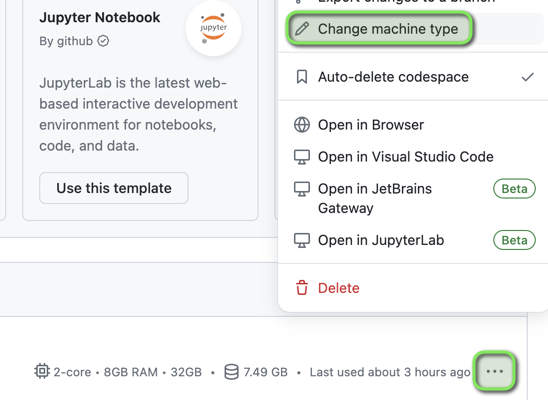 Jupyter Notebook
By github
jupyter
JupyterLab is the latest web-
based interactive development
environment for notebooks,
code, and data.
Use this template
Export changes to a branch
Change machine type
Auto-delete codespace
Open in Browser
Open in Visual Studio Code
Open in JetBrains
Gateway
Beta
Open in JupyterLab
Beta
Delete
2-core • 8GB RAM • 32GB • 7.49 GB • Last used about 3 hours ago